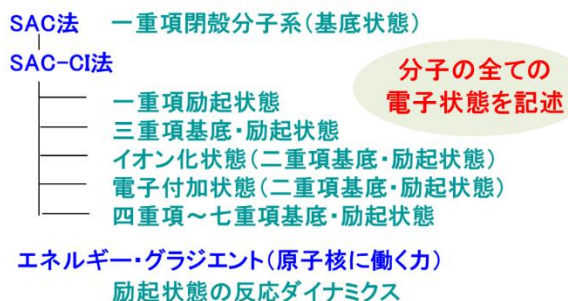 SAC法 一重項閉殻分子系(基底状態)
SAC-CI法
分子の全ての
電子状態を記述
一重項励起状態
三重項基底・励起状態
イオン化状態(二重項基底・励起状態)
電子付加状態(二重項基底・励起状態)
四重項～七重項基底・励起状態
エネルギー・グラジエント(原子核に働く力)
励起状態の反応ダイナミクス